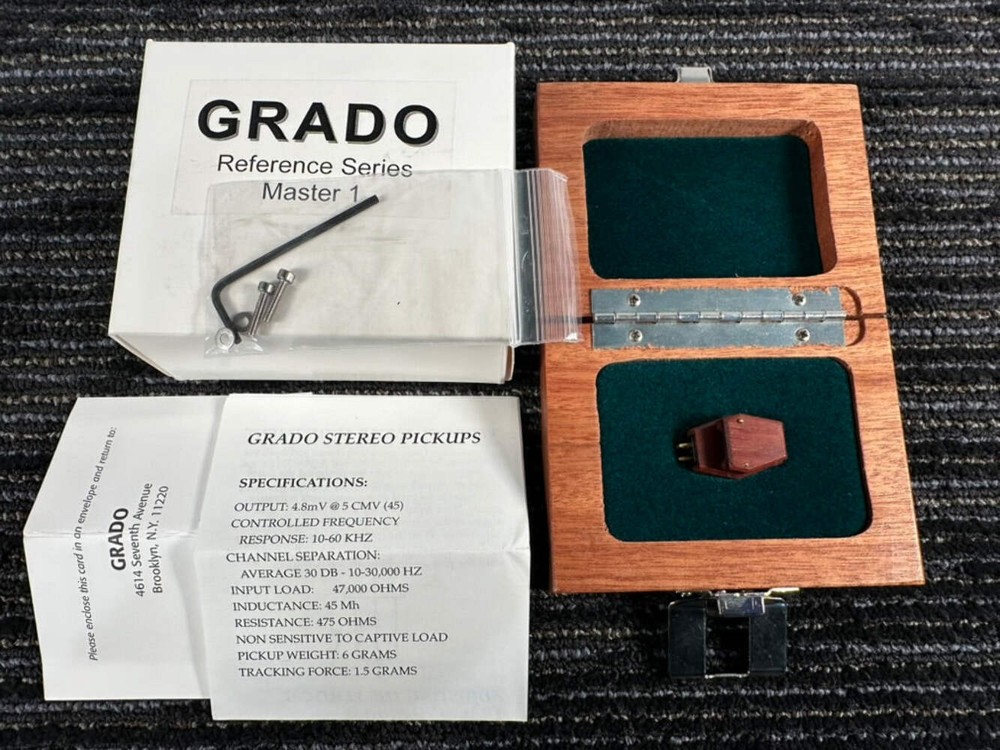 GRADO
Reference Series
Master 1
Please enclose this card in an envelope and return to:
GRADO
4614 Seventh Avenue
Brooklyn, N.Y. 11220
GRADO STEREO PICKUPS
SPECIFICATIONS:
OUTPUT: 4.8mV @ 5 CMV (45)
CONTROLLED FREQUENCY
RESPONSE: 10-60 KHZ
CHANNEL SEPARATION:
AVERAGE 30 DB - 10-30,000 HZ
INPUT LOAD: 47,000 OHMS
INDUCTANCE: 45 Mh
RESISTANCE: 475 OHMS
NON SENSITIVE TO CAPTIVE LOAD
PICKUP WEIGHT: 6 GRAMS
TRACKING FORCE: 1.5 GRAMS